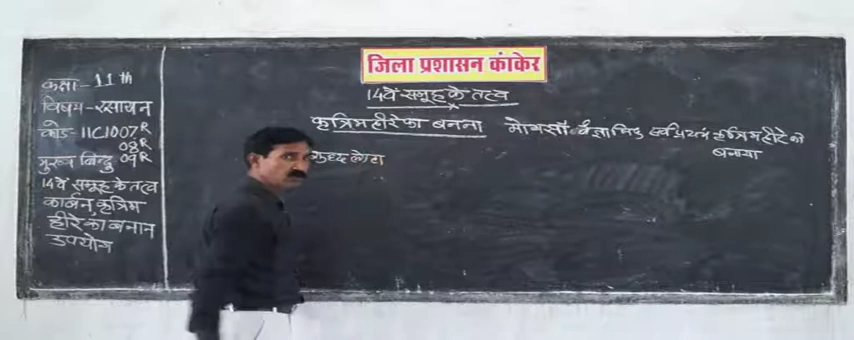 जिला प्रशासन कांकेर
कक्षा - 11th
विषय - रसायन
कोड - 11C1007R
08R
मुख्य बिन्दु 09R
14वें समूह के तत्व
कार्बन, कृत्रिम
हीरे का बनान
उपयोग
14वें समूह के तत्व
कृत्रिम हीरे का बनना मोयसाँ वैज्ञानिक सर्वप्रथम कृत्रिम हीरे को
बनाया
शुध्द लोहा